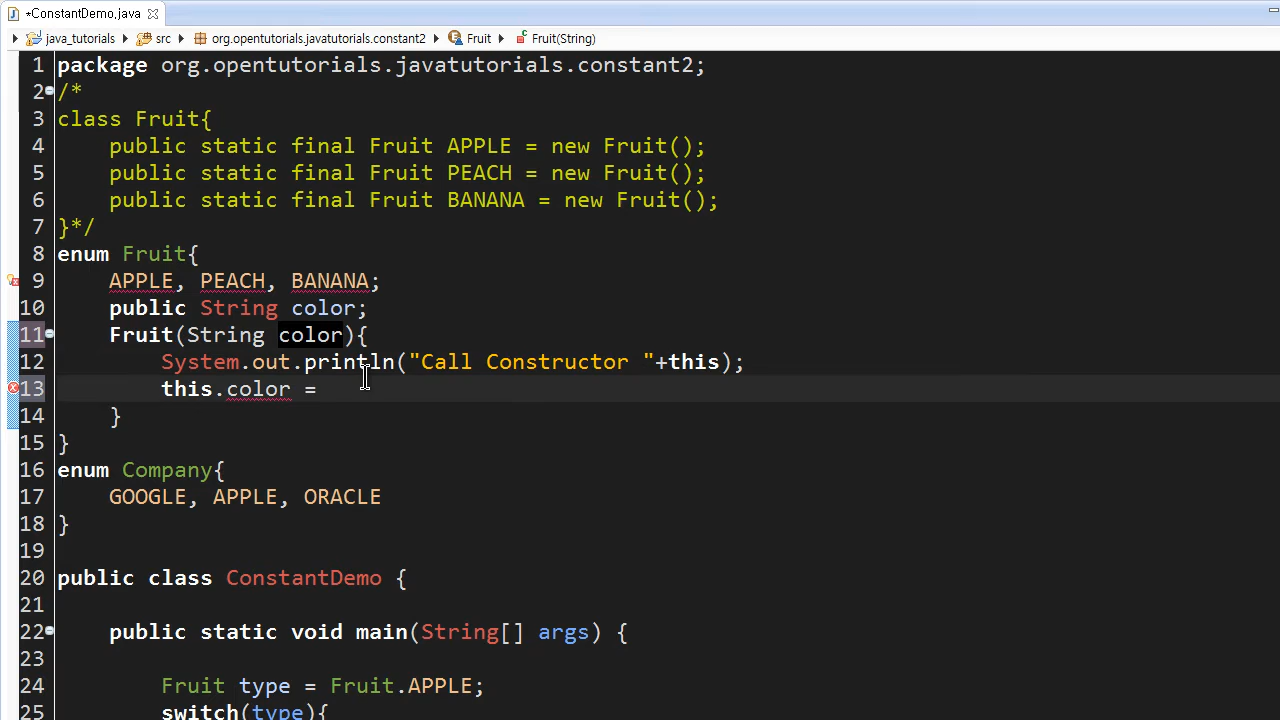 *ConstantDemo.java
java_tutorials src org.opentutorials.javatutorials.constant2 Fruit Fruit(String)
1 package org.opentutorials.javatutorials.constant2;
2 /*
3 class Fruit{
4 public static final Fruit APPLE = new Fruit();
5 public static final Fruit PEACH = new Fruit();
6 public static final Fruit BANANA = new Fruit();
7 }*/
8 enum Fruit{
9 APPLE, PEACH, BANANA;
10 public String color;
11 Fruit(String color){
12 System.out.println("Call Constructor "+this);
13 this.color =
14 }
15 }
16 enum Company{
17 GOOGLE, APPLE, ORACLE
18 }
19
20 public class ConstantDemo {
21
22 public static void main(String[] args) {
23
24 Fruit type = Fruit.APPLE;
25 switch(type){